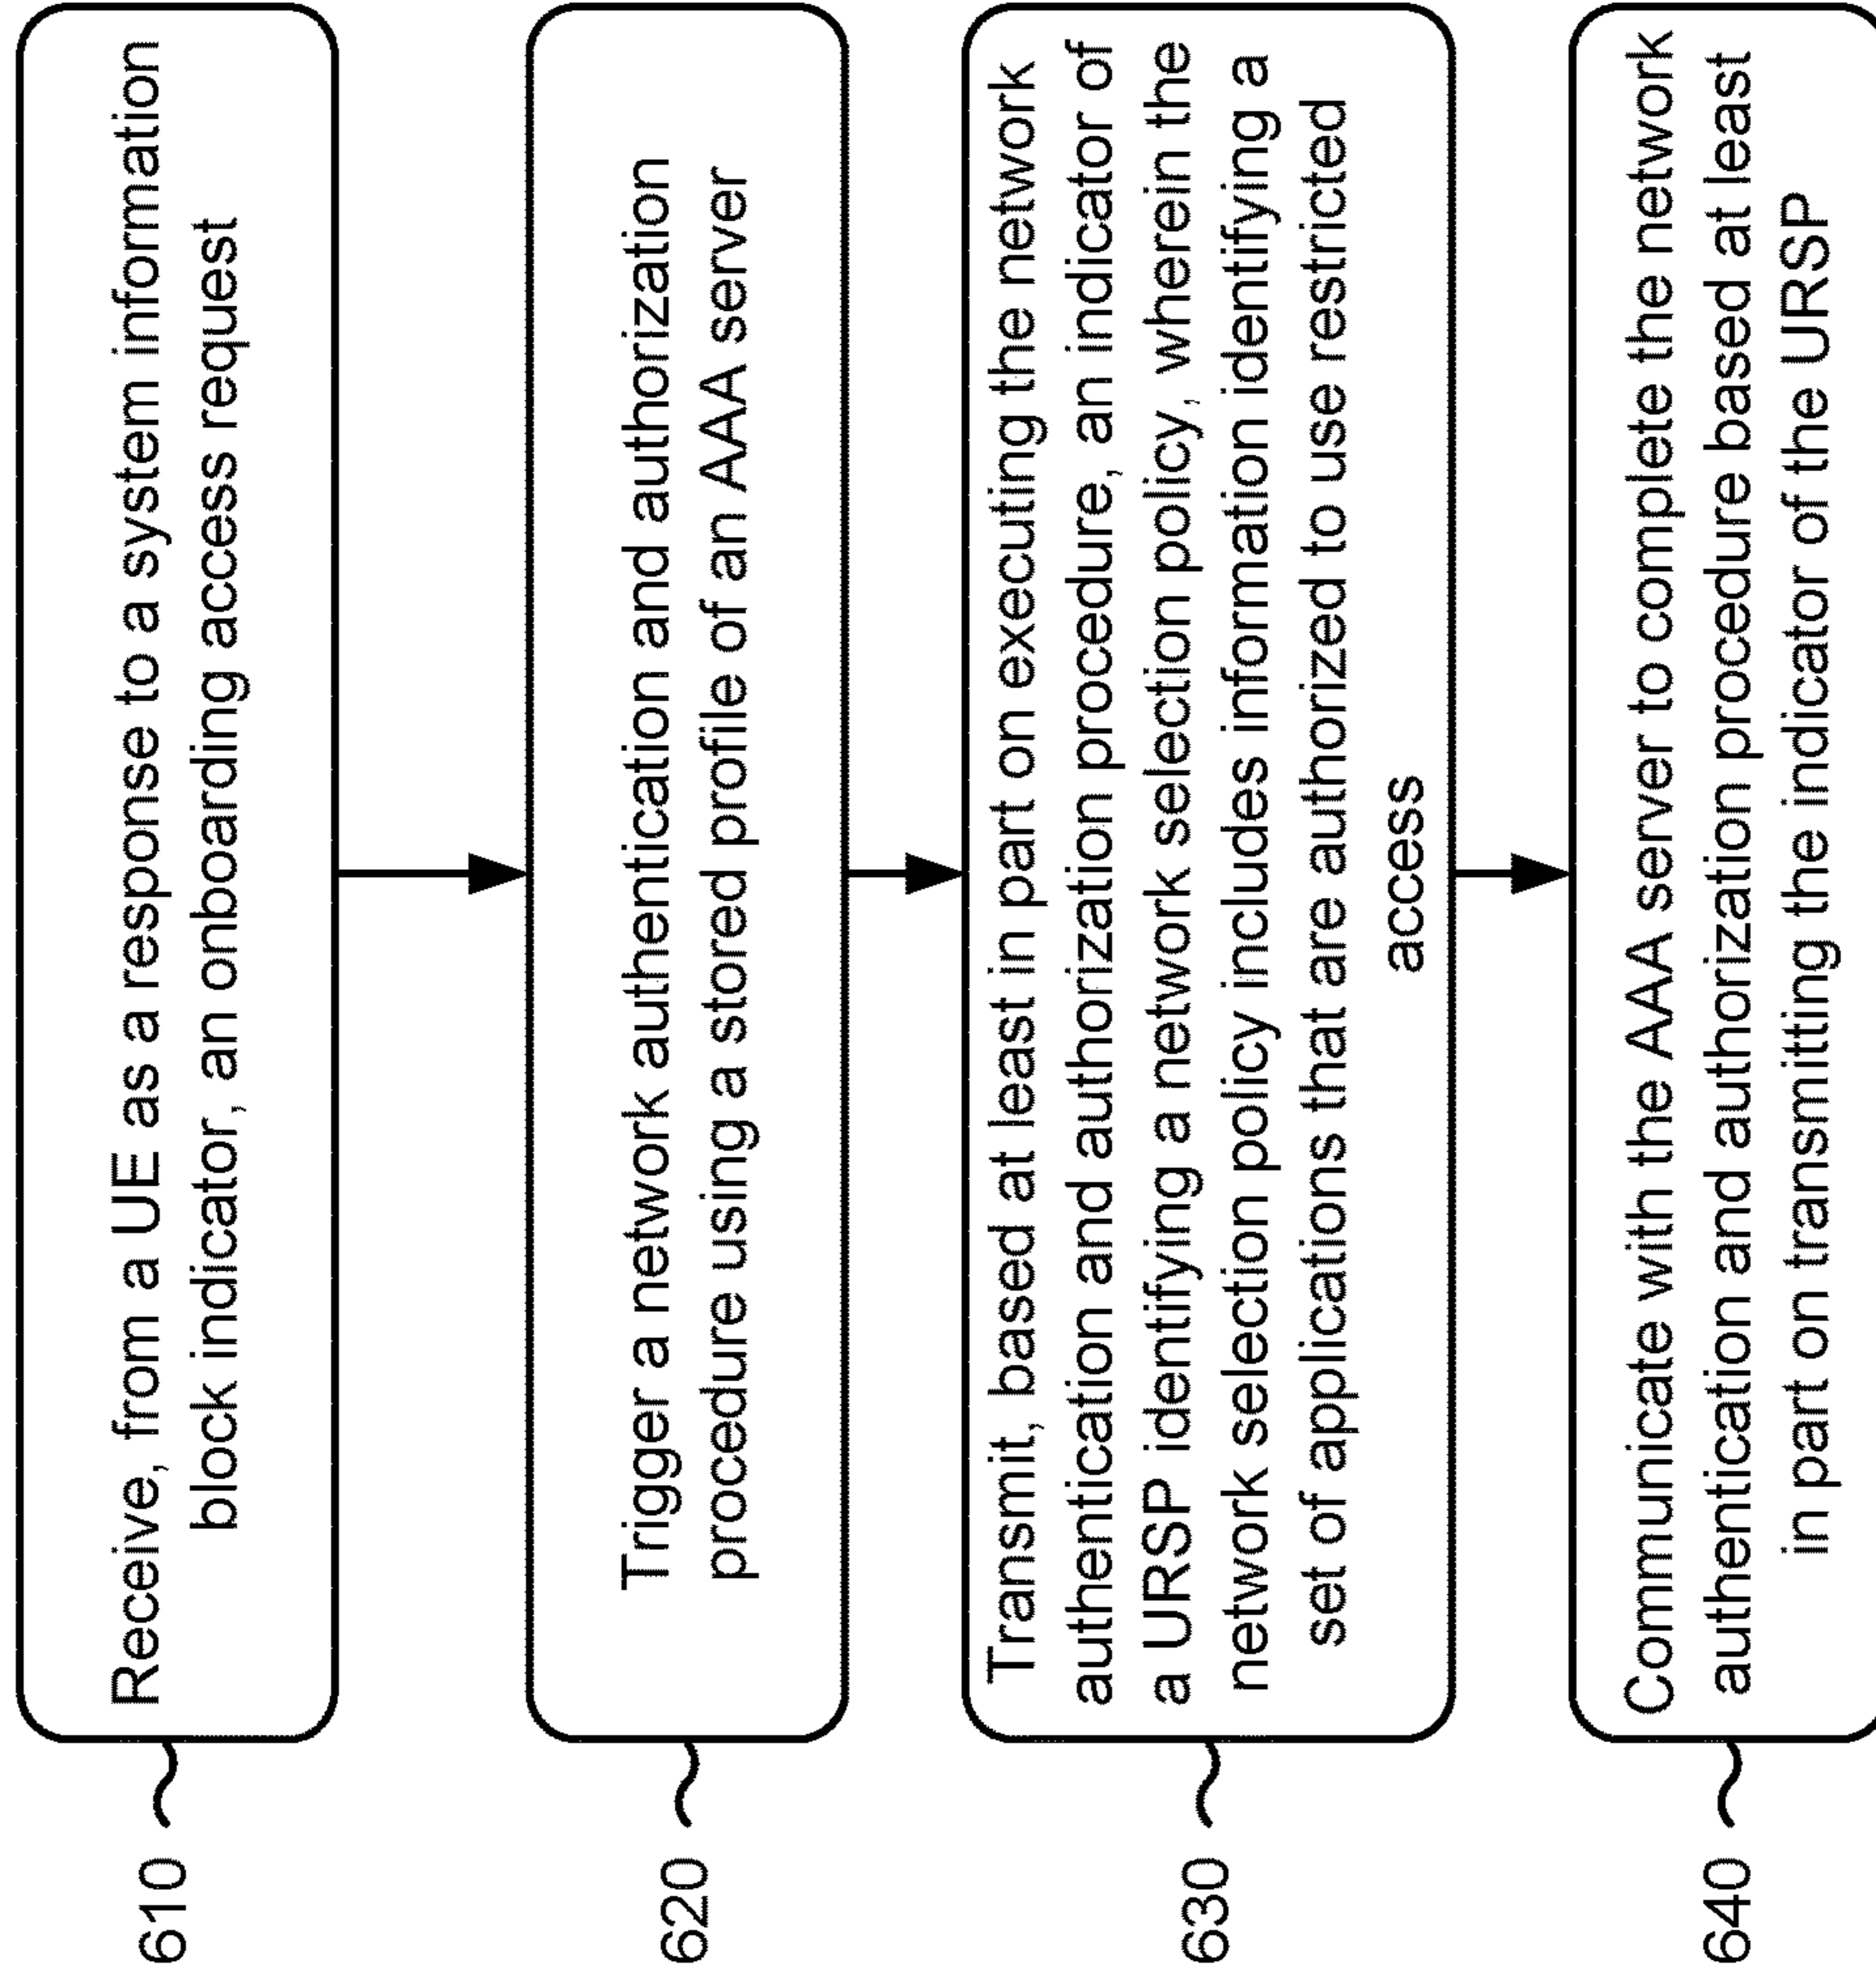 610
Receive, from a UE as a response to a system information
block indicator, an onboarding access request
620
Trigger a network authentication and authorization
procedure using a stored profile of an AAA server
630
Transmit, based at least in part on executing the network
authentication and authorization procedure, an indicator of
a URSP identifying a network selection policy, wherein the
network selection policy includes information identifying a
set of applications that are authorized to use restricted
access
640
Communicate with the AAA server to complete the network
authentication and authorization procedure based at least
in part on transmitting the indicator of the URSP